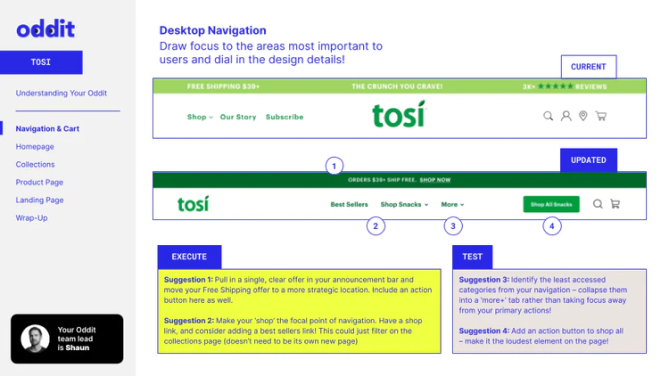 oddit
TOSI
Understanding Your Oddit
Navigation & Cart
Homepage
Collections
Product Page
Landing Page
Wrap-Up
Your Oddit
team lead
is Shaun
Desktop Navigation
Draw focus to the areas most important to
users and dial in the design details!
CURRENT
FREE SHIPPING $39+ THE CRUNCH YOU CRAVE! 3K+ ★★★★★ REVIEWS
Shop Our Story Subscribe tosi
UPDATED
1
ORDERS $39+ SHIP FREE. SHOP NOW
tosi Best Sellers Shop Snacks More Shop All Snacks
2 3 4
EXECUTE
Suggestion 1: Pull in a single, clear offer in your announcement bar and
move your Free Shipping offer to a more strategic location. Include an action
button here as well.
Suggestion 2: Make your 'shop' the focal point of navigation. Have a shop
link, and consider adding a best sellers link! This could just filter on the
collections page (doesn't need to be its own new page)
TEST
Suggestion 3: Identify the least accessed
categories from your navigation – collapse them
into a 'more+' tab rather than taking focus away
from your primary actions!
Suggestion 4: Add an action button to shop all
– make it the loudest element on the page!